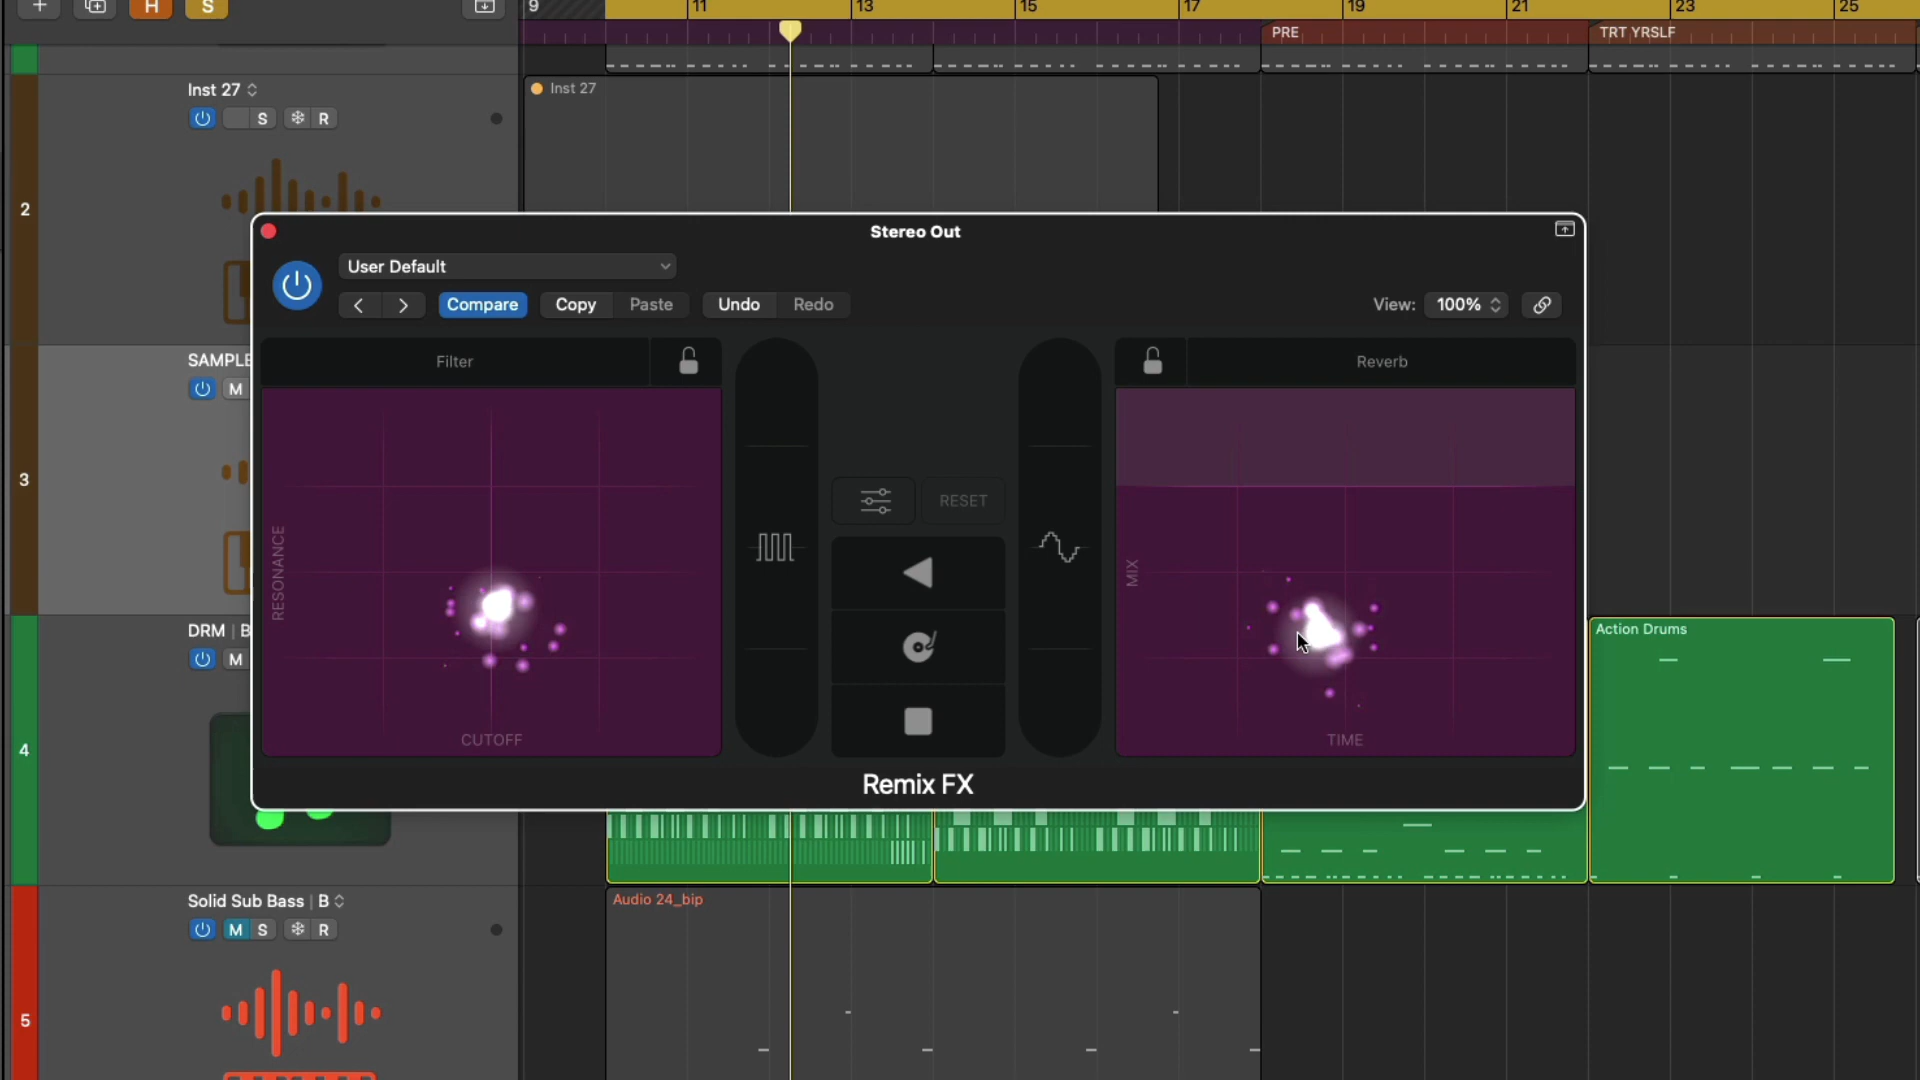 H S 9 11 13 15 17 19 21 23 25
PRE TRT YRSLF
Inst 27
S R
Inst 27
2
Stereo Out
User Default
Compare Copy Paste Undo Redo View: 100%
SAMPLE
M
Filter
Reverb
3
RESET
RESONANCE
MIX
CUTOFF
TIME
Remix FX
DRM | B
M
4
Action Drums
Solid Sub Bass | B
M S R
Audio 24_bip
5